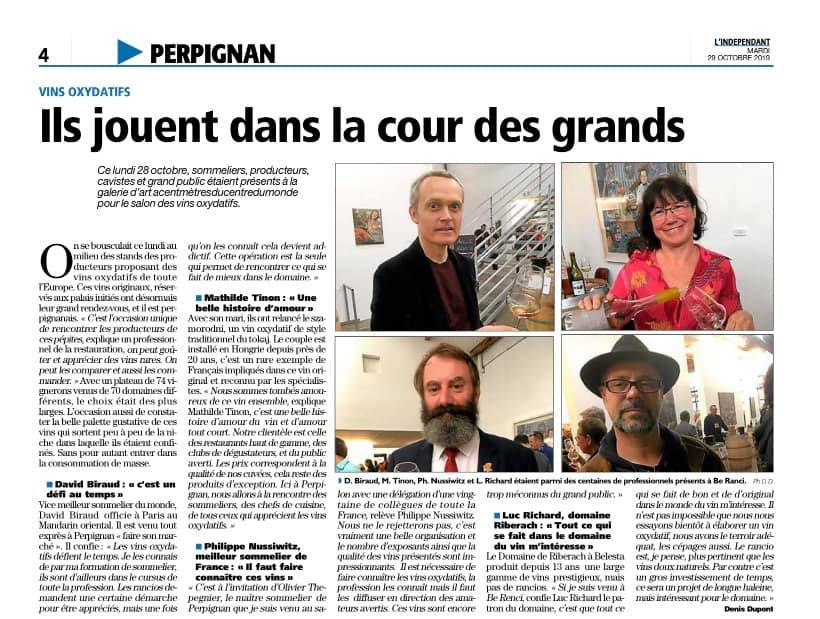 4
PERPIGNAN
L'INDEPENDANT
MARDI
29 OCTOBRE 2019
VINS OXYDATIFS
Ils jouent dans la cour des grands
Ce lundi 28 octobre, sommeliers, producteurs,
cavistes et grand public étaient présents à la
galerie d'art acentmètresducentredumonde
pour le salon des vins oxydatifs.
On se bousculait ce lundi au
milieu des stands des pro-
ducteurs proposant des
vins oxydatifs de toute
l'Europe. Ces vins originaux, réser-
vés aux palais initiés ont désormais
leur grand rendez-vous, et il est per-
pignanais. « C'est l'occasion unique
de rencontrer les producteurs de
ces pépites, explique un profession-
nel de la restauration, on peut goû-
ter et apprécier des vins rares. On
peut les comparer et aussi les com-
mander. » Avec un plateau de 74 vi-
gnerons venus de 70 domaines dif-
férents, le choix était des plus
larges. L'occasion aussi de consta-
ter la belle palette gustative de ces
vins qui sortent peu à peu de la ni-
che dans laquelle ils étaient confi-
nés. Sans pour autant entrer dans
la consommation de masse.
David Biraud : « c'est un
défi au temps »
Vice meilleur sommelier du monde,
David Biraud officie à Paris au
Mandarin oriental. Il est venu tout
exprès à Perpignan « faire son mar-
ché ». Il confie : « Les vins oxyda-
tifs défient le temps. Je les connais
de par ma formation de sommelier,
ils sont d'ailleurs dans le cursus de
toute la profession. Les rancios de-
mandent une certaine démarche
pour être appréciés, mais une fois
qu'on les connaît cela devient ad-
dictif. Cette opération est la seule
qui permet de rencontrer ce qui se
fait de mieux dans le domaine. »
Mathilde Tinon : « Une
belle histoire d'amour »
Avec son mari, ils ont relancé le sza-
morodni, un vin oxydatif de style
traditionnel du tokaj. Le couple est
installé en Hongrie depuis près de
20 ans, c'est un rare exemple de
Français impliqués dans ce vin ori-
ginal et reconnu par les spécialis-
tes. « Nous sommes tombés amou-
reux de ce vin ensemble, explique
Mathilde Tinon, c'est une belle his-
toire d'amour du vin et d'amour
tout court. Notre clientèle est celle
des restaurants haut de gamme, des
clubs de dégustateurs, et du public
averti. Les prix correspondent à la
qualité de nos cuvées, cela reste des
produits d'exception. Ici à Perpi-
gnan, nous allons à la rencontre des
sommeliers, des chefs de cuisine,
de tous ceux qui apprécient les vins
oxydatifs. »
Philippe Nussiwitz,
meilleur sommelier de
France : « Il faut faire
connaître ces vins »
« C'est à l'invitation d'Olivier The-
pegnier, le maître sommelier de
Perpignan que je suis venu au sa-
D. Biraud, M. Tinon, Ph. Nussiwitz et L. Richard étaient parmi des centaines de professionnels présents à Be Ranci. Ph D. D.
lon avec une délégation d'une ving-
taine de collègues de toute la
France, relève Philippe Nussiwitz.
Nous ne le rejetterons pas, c'est
vraiment une belle organisation et
le nombre d'exposants ainsi que la
qualité des vins présentés sont im-
pressionnants. Il est nécessaire de
faire connaître les vins oxydatifs, la
profession les connaît mais il faut
les diffuser en direction des ama-
teurs avertis. Ces vins sont encore
trop méconnus du grand public. »
Luc Richard, domaine
Riberach : « Tout ce qui
se fait dans le domaine
du vin m'intéresse »
Le Domaine de Riberach à Belesta
produit depuis 13 ans une large
gamme de vins prestigieux, mais
pas de rancios. « Si je suis venu à
Be Ranci, confie Luc Richard le pa-
tron du domaine, c'est que tout ce
qui se fait de bon et de d'original
dans le monde du vin m'intéresse. Il
n'est pas impossible que nous nous
essayions bientôt à élaborer un vin
oxydatif, nous avons le terroir adé-
quat, les cépages aussi. Le rancio
est, je pense, plus pertinent que les
vins doux naturels. Par contre c'est
un gros investissement de temps,
ce sera un projet de longue haleine,
mais intéressant pour le domaine. »
Denis Dupont